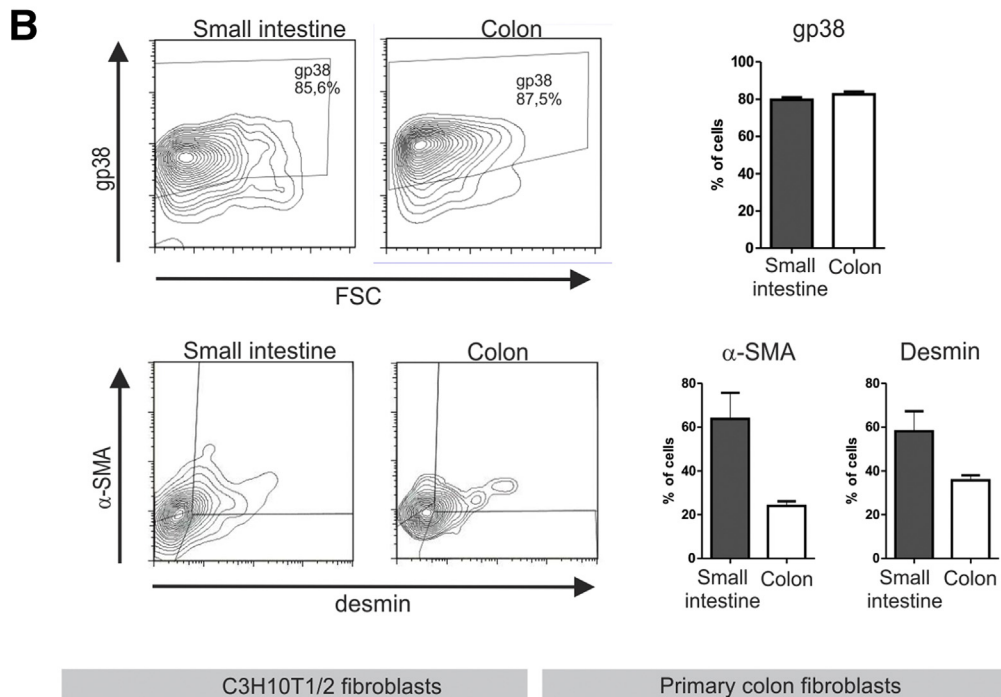 B
Small intestine
Colon
gp38
gp38
85,6%
gp38
87,5%
FSC
gp38
% of cells
100
80
60
40
20
0
Small
intestine
Colon
Small intestine
Colon
α-SMA
desmin
α-SMA
% of cells
80
60
40
20
0
Small
intestine
Colon
Desmin
% of cells
80
60
40
20
0
Small
intestine
Colon
C3H10T1/2 fibroblasts
Primary colon fibroblasts